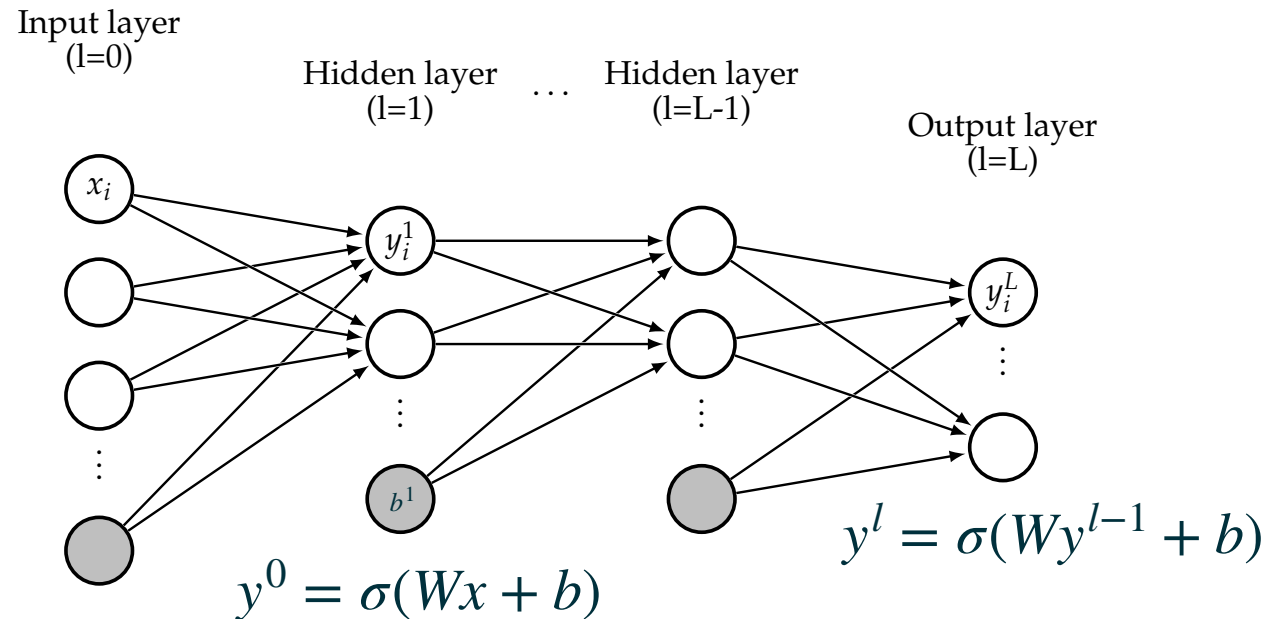 Input layer
(l=0)
Hidden layer
(l=1)
…
Hidden layer
(l=L-1)
Output layer
(l=L)
x_i
y_i^1
y_i^L
⋮
⋮
⋮
⋮
b^1
y^l = σ(Wy^{l−1} + b)
y^0 = σ(Wx + b)